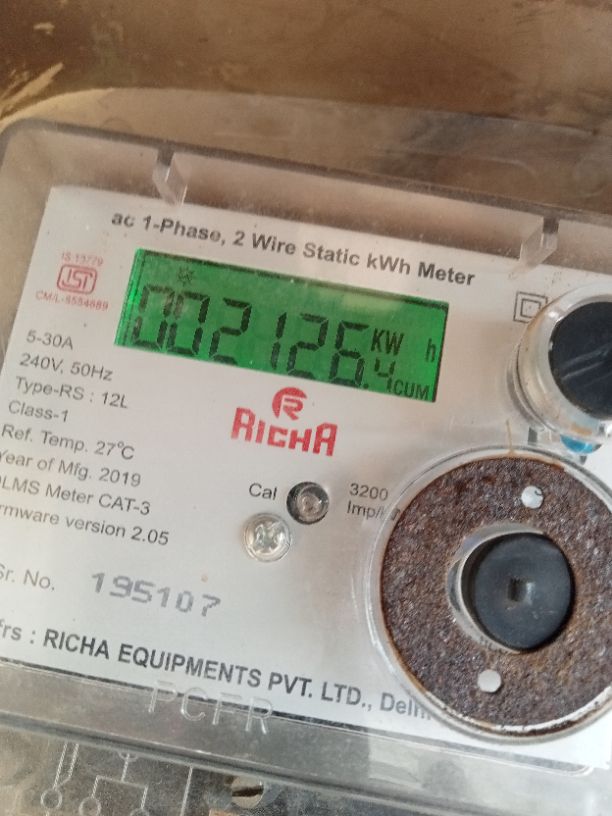 ac 1-Phase, 2 Wire Static kWh Meter
IS 13779
ISI
CM/L-8554689
002126.4 KW h
CUM
5-30A
240V, 50Hz
Type-RS : 12L
Class-1
Ref. Temp. 27°C
Year of Mfg. 2019
DLMS Meter CAT-3
rmware version 2.05
R
RICHA
Cal
3200
Imp/k
Sr. No. 195107
frs : RICHA EQUIPMENTS PVT. LTD., Delh